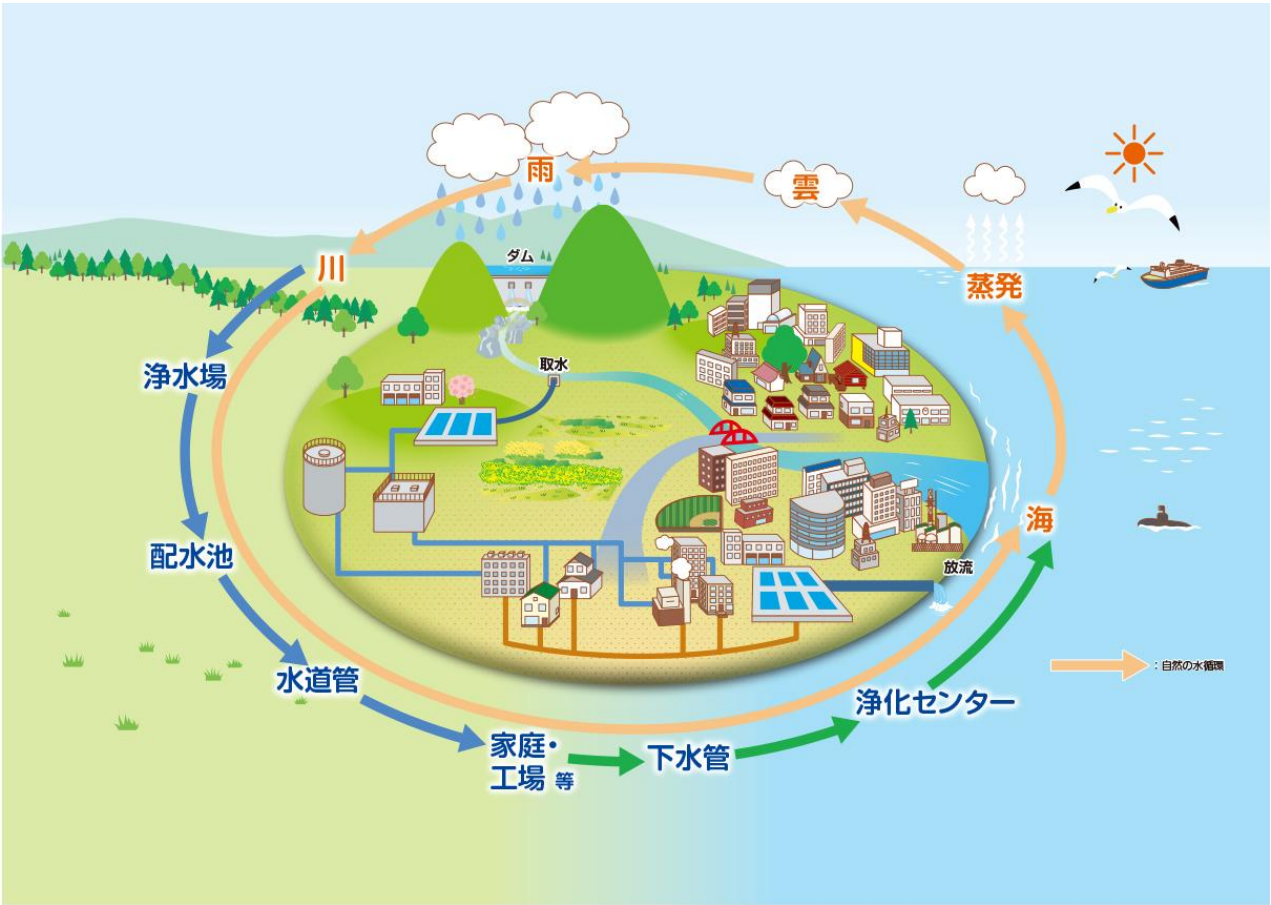 雨
雲
川
ダム
蒸発
取水
浄水場
海
配水池
放流
：自然の水循環
水道管
浄化センター
家庭・
工場 等
下水管